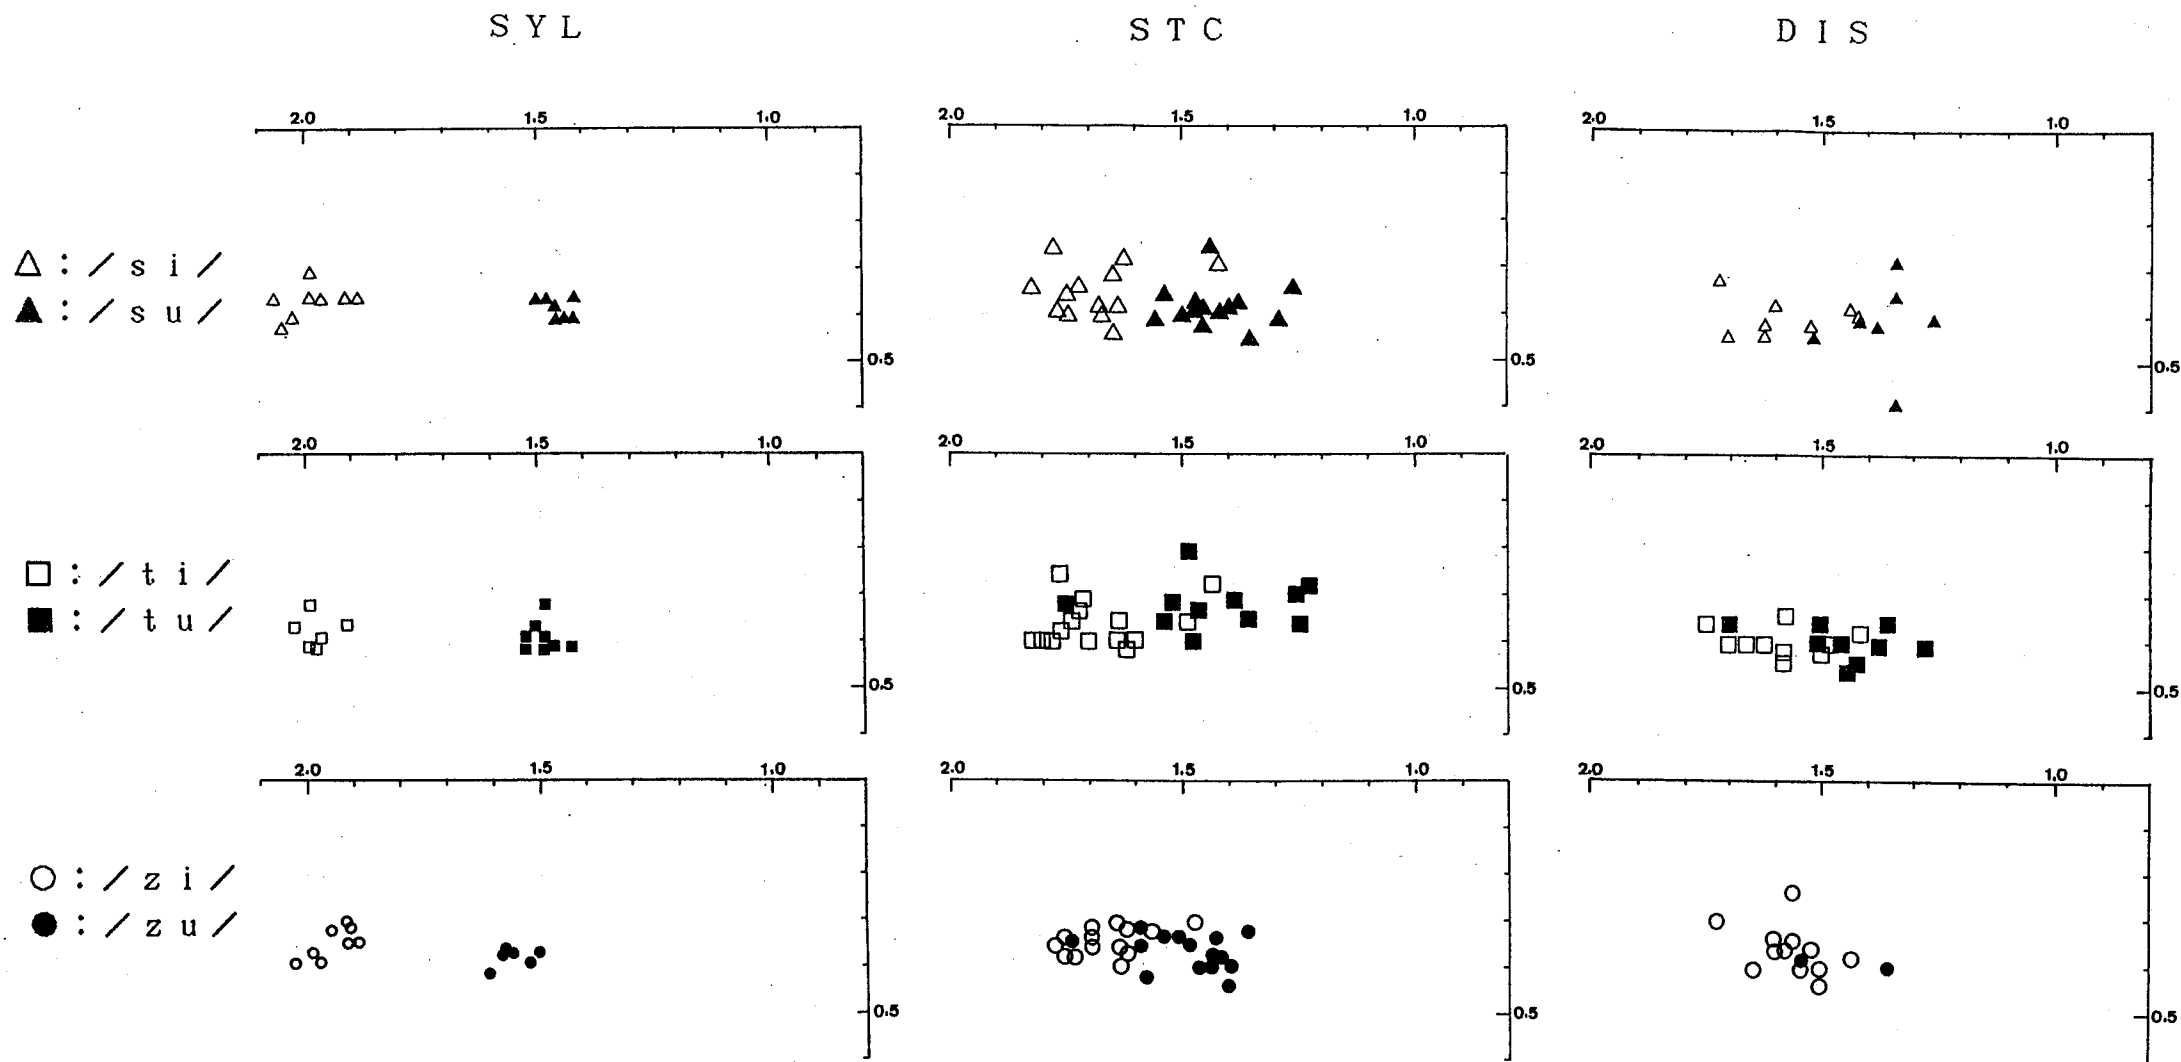 SYL STC DIS
2.0 1.5 1.0 2.0 1.5 1.0 2.0 1.5 1.0
△ : / s i /
▲ : / s u /
0.5 0.5 0.5
2.0 1.5 1.0 2.0 1.5 1.0 2.0 1.5 1.0
□ : / t i /
■ : / t u /
0.5 0.5 0.5
2.0 1.5 1.0 2.0 1.5 1.0 2.0 1.5 1.0
○ : / z i /
● : / z u /
0.5 0.5 0.5